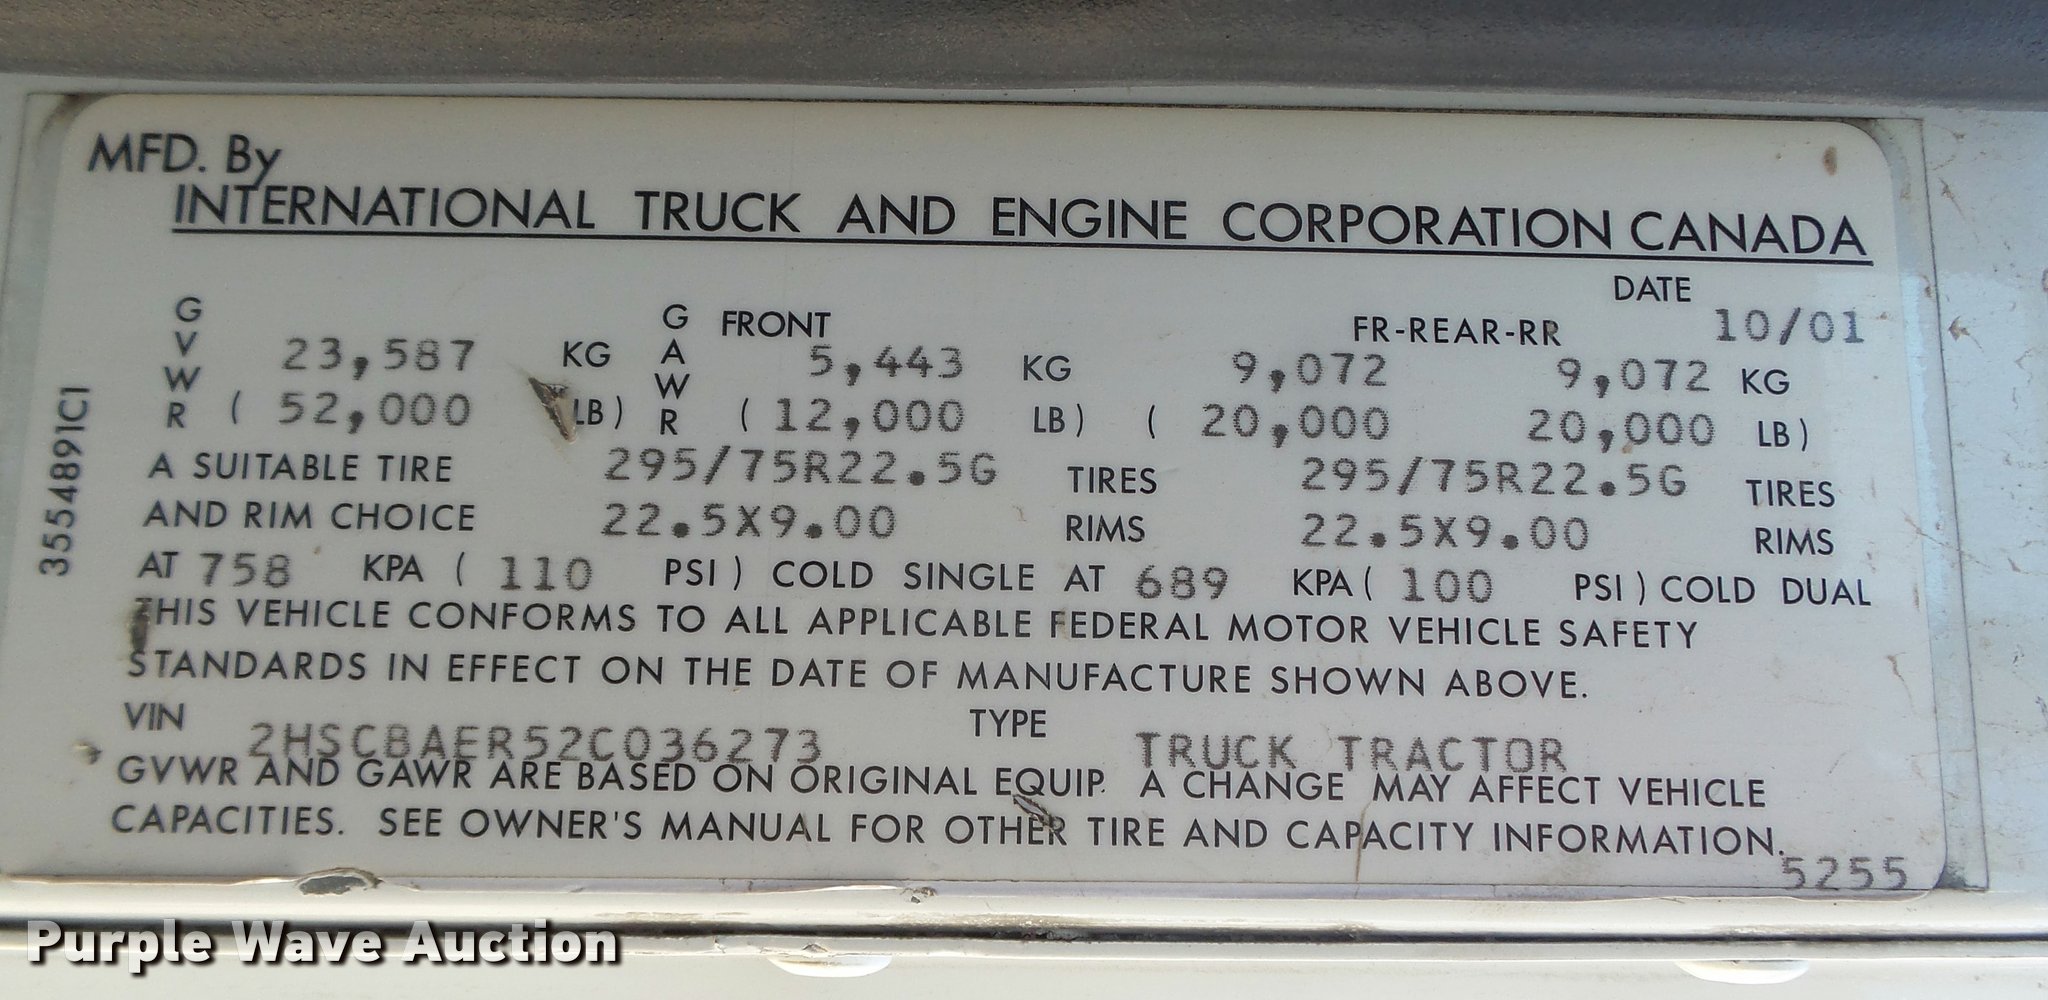 MFD. By
INTERNATIONAL TRUCK AND ENGINE CORPORATION CANADA
DATE
GVWR 23,587 KG GAWR FRONT 5,443 KG FR-REAR-RR 9,072 9,072 KG 10/01
( 52,000 LB) ( 12,000 LB) ( 20,000 20,000 LB)
A SUITABLE TIRE 295/75R22.5G TIRES 295/75R22.5G TIRES
AND RIM CHOICE 22.5X9.00 RIMS 22.5X9.00 RIMS
AT 758 KPA ( 110 PSI) COLD SINGLE AT 689 KPA ( 100 PSI) COLD DUAL
THIS VEHICLE CONFORMS TO ALL APPLICABLE FEDERAL MOTOR VEHICLE SAFETY
STANDARDS IN EFFECT ON THE DATE OF MANUFACTURE SHOWN ABOVE.
VIN 2HSCBAER52C036273 TYPE TRUCK TRACTOR
GVWR AND GAWR ARE BASED ON ORIGINAL EQUIP. A CHANGE MAY AFFECT VEHICLE
CAPACITIES. SEE OWNER'S MANUAL FOR OTHER TIRE AND CAPACITY INFORMATION.
5255
3554891C1
Purple Wave Auction